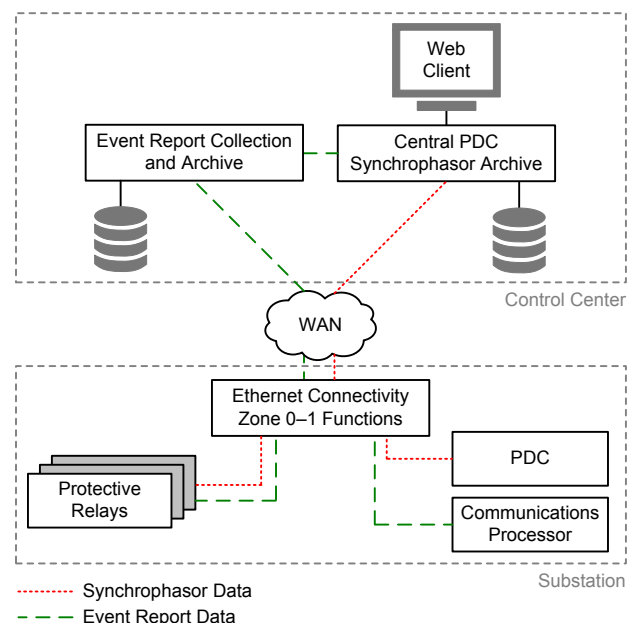 Web
Client
Event Report Collection
and Archive
Central PDC
Synchrophasor Archive
Control Center
WAN
Ethernet Connectivity
Zone 0–1 Functions
Protective
Relays
PDC
Communications
Processor
Substation
Synchrophasor Data
Event Report Data